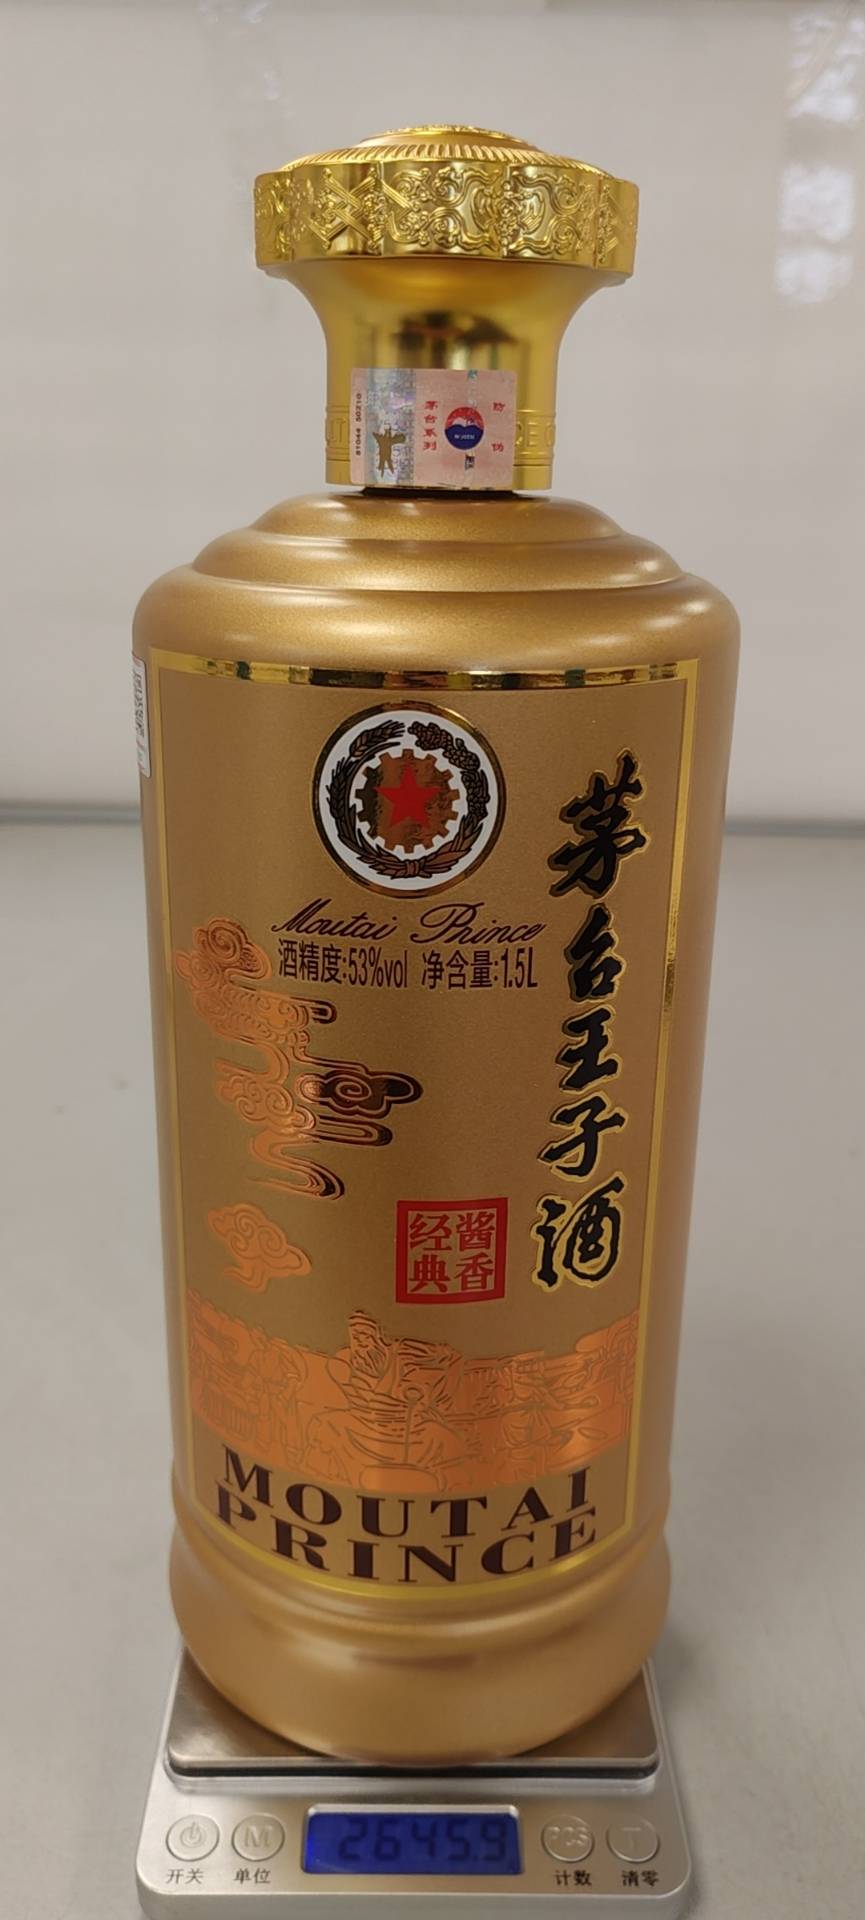 茅台系列
防伪
Moutai Prince
酒精度:53%vol 净含量:1.5L
茅台王子酒
酱香
经典
MOUTAI
PRINCE
2645.9
M
PCS
T
开关
单位
计数
清零